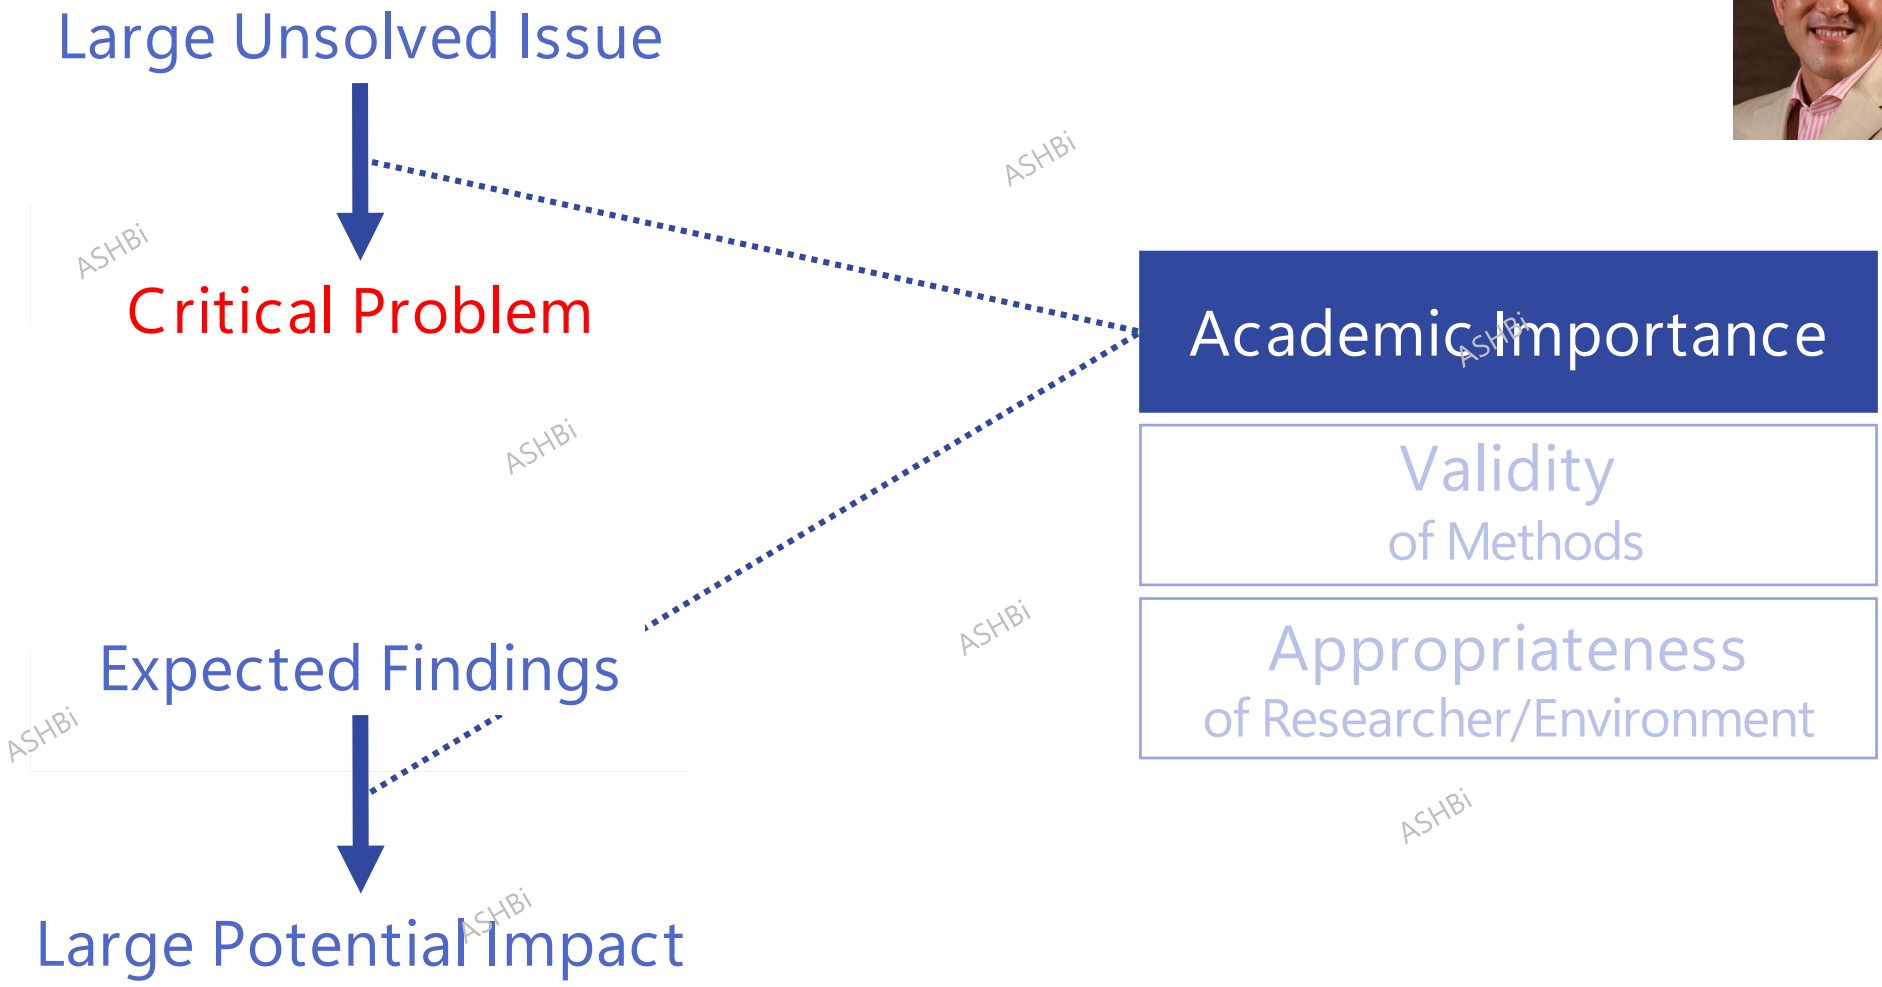 Large Unsolved Issue
ASHBi
ASHBi
Critical Problem
Academic Importance
ASHBi
ASHBi
Validity
of Methods
ASHBi
Expected Findings
Appropriateness
of Researcher/Environment
ASHBi
ASHBi
ASHBi
Large Potential Impact